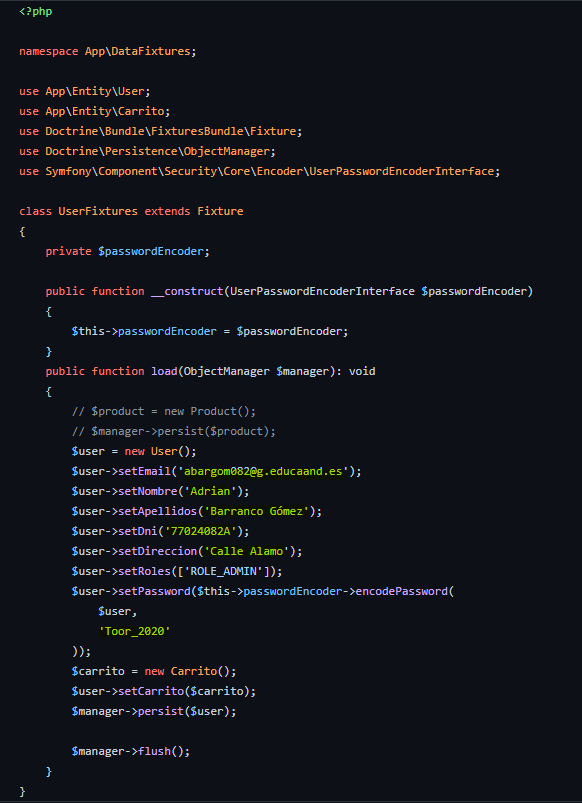 <?php
namespace App\DataFixtures;
use App\Entity\User;
use App\Entity\Carrito;
use Doctrine\Bundle\FixturesBundle\Fixture;
use Doctrine\Persistence\ObjectManager;
use Symfony\Component\Security\Core\Encoder\UserPasswordEncoderInterface;
class UserFixtures extends Fixture
{
    private $passwordEncoder;
    public function __construct(UserPasswordEncoderInterface $passwordEncoder)
    {
        $this->passwordEncoder = $passwordEncoder;
    }
    public function load(ObjectManager $manager): void
    {
        // $product = new Product();
        // $manager->persist($product);
        $user = new User();
        $user->setEmail('abargom082@g.educaand.es');
        $user->setNombre('Adrian');
        $user->setApellidos('Barranco Gómez');
        $user->setDni('77024082A');
        $user->setDireccion('Calle Alamo');
        $user->setRoles(['ROLE_ADMIN']);
        $user->setPassword($this->passwordEncoder->encodePassword(
            $user,
            'Toor_2020'
        ));
        $carrito = new Carrito();
        $user->setCarrito($carrito);
        $manager->persist($user);
        $manager->flush();
    }
}